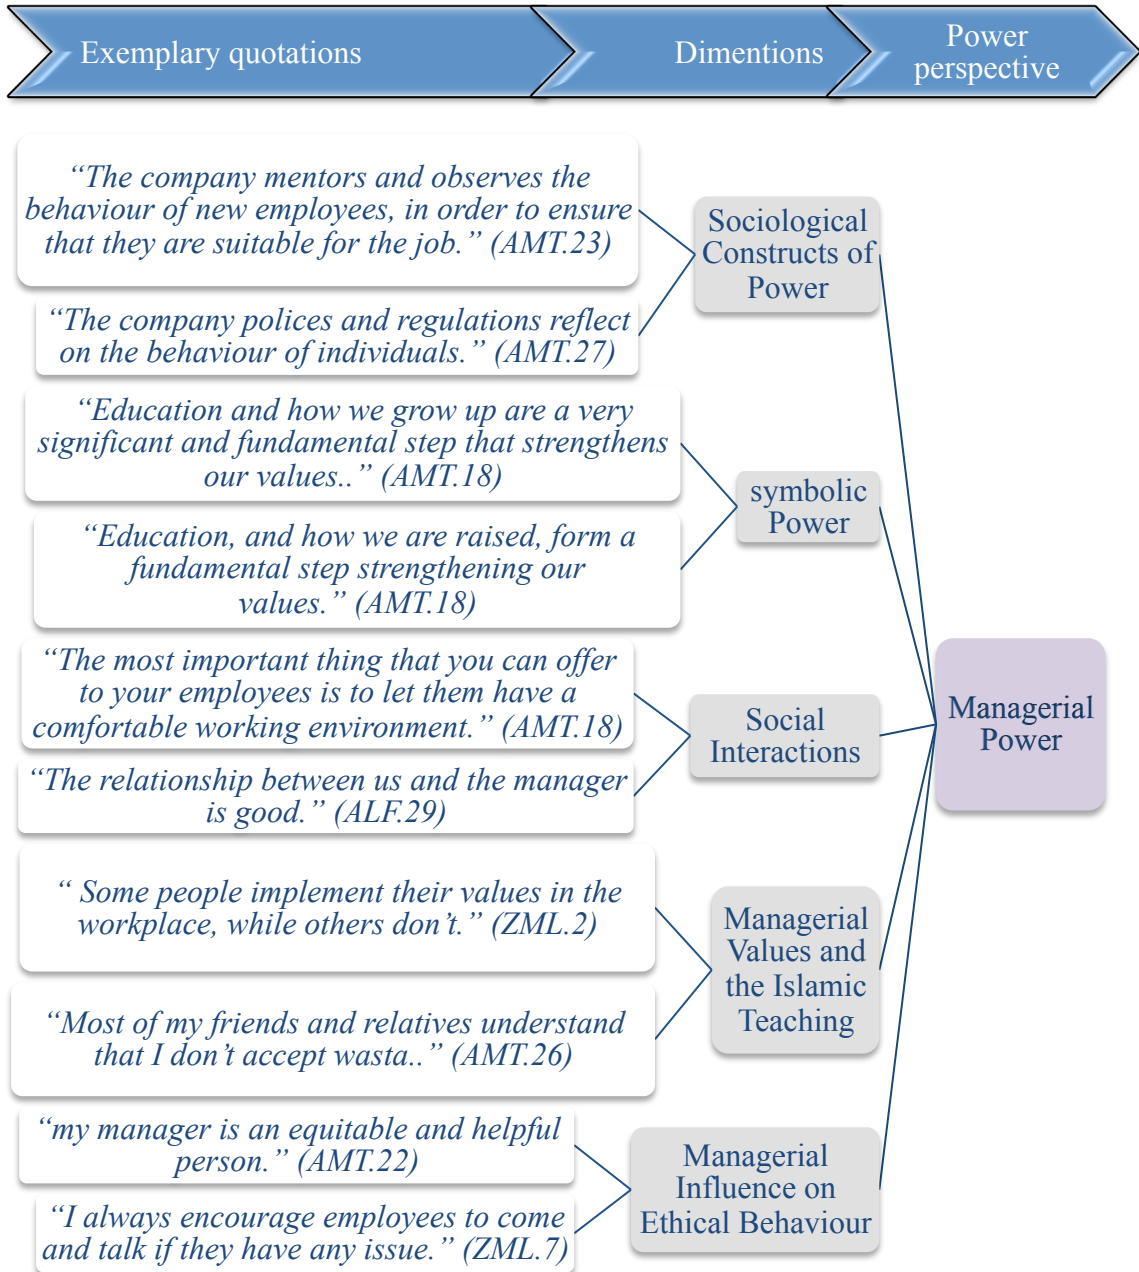 Exemplary quotations
Dimentions
Power
perspective
“The company mentors and observes the
behaviour of new employees, in order to ensure
that they are suitable for the job.” (AMT.23)
“The company polices and regulations reflect
on the behaviour of individuals.” (AMT.27)
Sociological
Constructs of
Power
“Education and how we grow up are a very
significant and fundamental step that strengthens
our values..” (AMT.18)
“Education, and how we are raised, form a
fundamental step strengthening our
values.” (AMT.18)
symbolic
Power
“The most important thing that you can offer
to your employees is to let them have a
comfortable working environment.” (AMT.18)
“The relationship between us and the manager
is good.” (ALF.29)
Social
Interactions
“ Some people implement their values in the
workplace, while others don’t.” (ZML.2)
“Most of my friends and relatives understand
that I don’t accept wasta..” (AMT.26)
Managerial
Values and
the Islamic
Teaching
“my manager is an equitable and helpful
person.” (AMT.22)
“I always encourage employees to come
and talk if they have any issue.” (ZML.7)
Managerial
Influence on
Ethical Behaviour
Managerial
Power